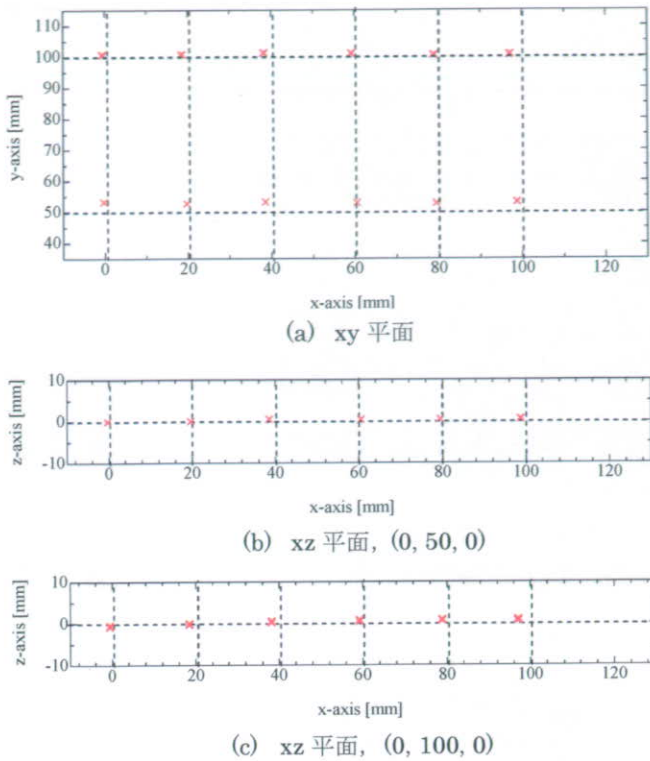 110
100
90
80
70
60
50
40
y-axis [mm]
0 20 40 60 80 100 120
x-axis [mm]
(a) xy 平面
10
0
-10
z-axis [mm]
0 20 40 60 80 100 120
x-axis [mm]
(b) xz 平面, (0, 50, 0)
10
0
-10
z-axis [mm]
0 20 40 60 80 100 120
x-axis [mm]
(c) xz 平面, (0, 100, 0)